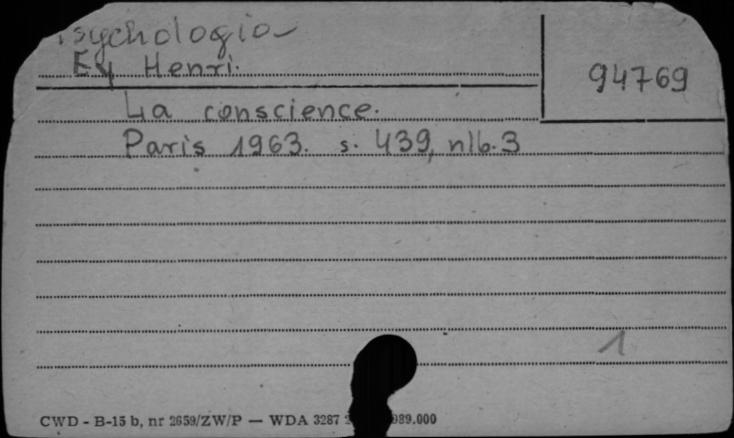 Psychologia
Ey Henri.
94769
La conscience.
Paris 1963. s. 439, nlb. 3
1
CWD - B-15 b, nr 2659/ZW/P — WDA 3287 989.000